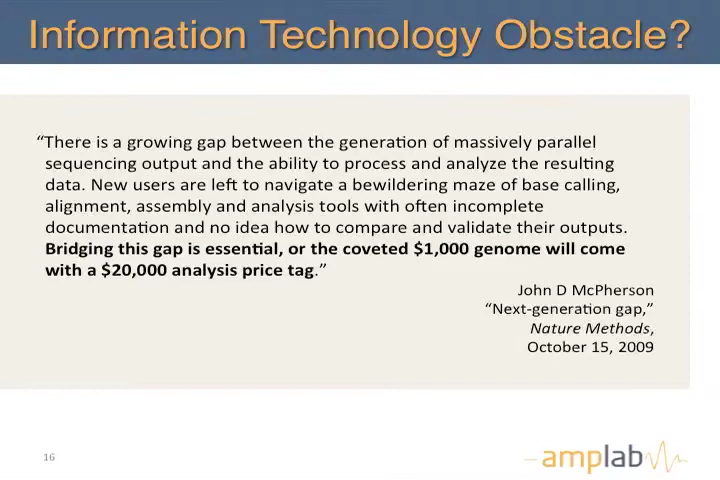 Information Technology Obstacle?
“There is a growing gap between the generation of massively parallel
sequencing output and the ability to process and analyze the resulting
data. New users are left to navigate a bewildering maze of base calling,
alignment, assembly and analysis tools with often incomplete
documentation and no idea how to compare and validate their outputs.
Bridging this gap is essential, or the coveted $1,000 genome will come
with a $20,000 analysis price tag.”
John D McPherson
“Next-generation gap,”
Nature Methods,
October 15, 2009
16
amplab